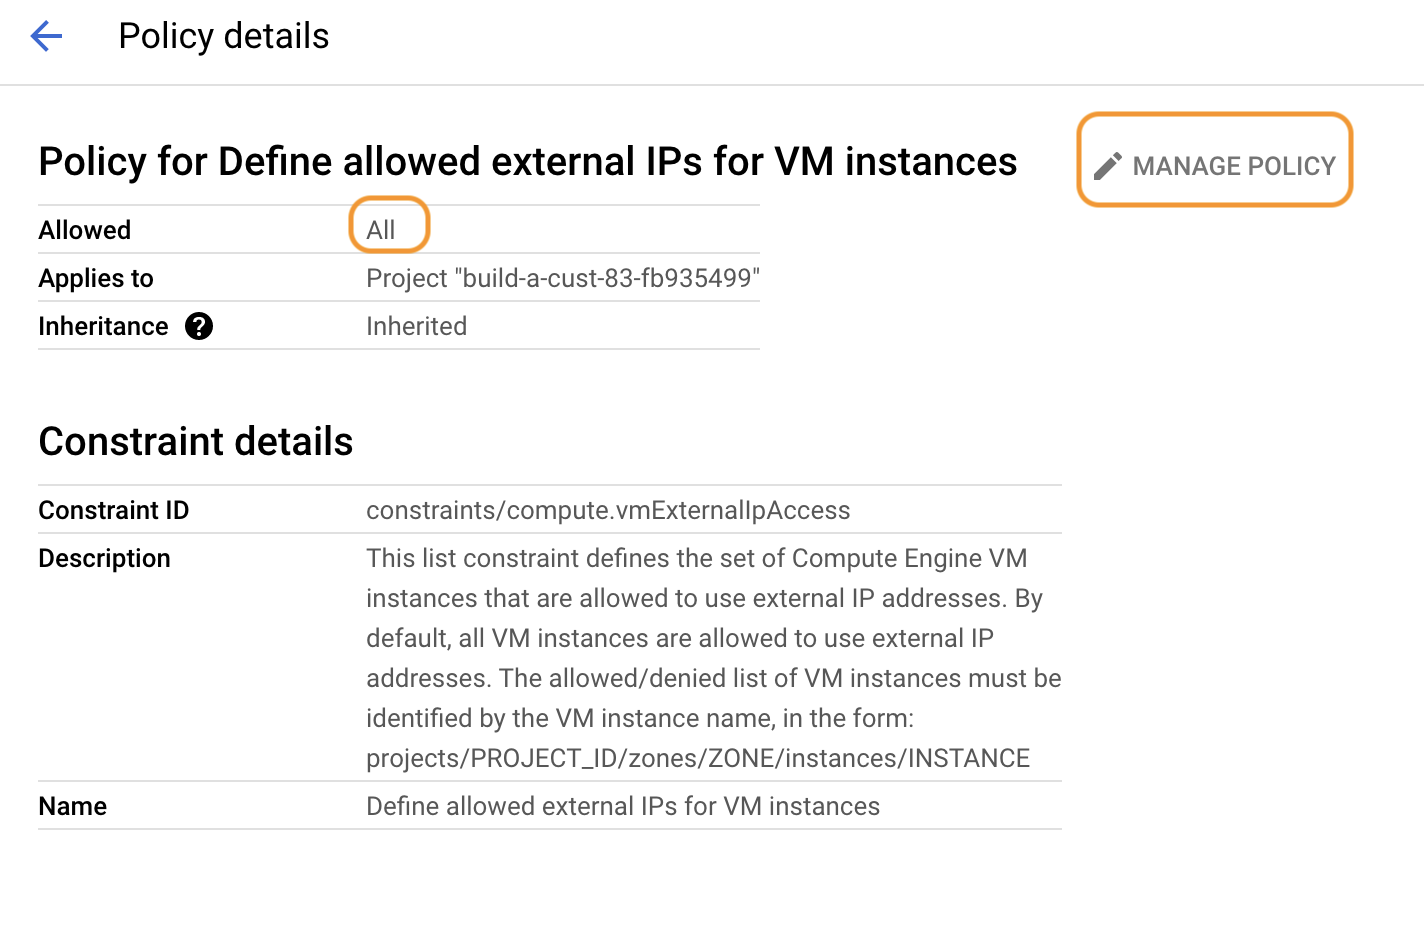 Policy details
Policy for Define allowed external IPs for VM instances
MANAGE POLICY
Allowed All
Applies to Project "build-a-cust-83-fb935499"
Inheritance ? Inherited
Constraint details
Constraint ID constraints/compute.vmExternalIpAccess
Description This list constraint defines the set of Compute Engine VM
instances that are allowed to use external IP addresses. By
default, all VM instances are allowed to use external IP
addresses. The allowed/denied list of VM instances must be
identified by the VM instance name, in the form:
projects/PROJECT_ID/zones/ZONE/instances/INSTANCE
Name Define allowed external IPs for VM instances